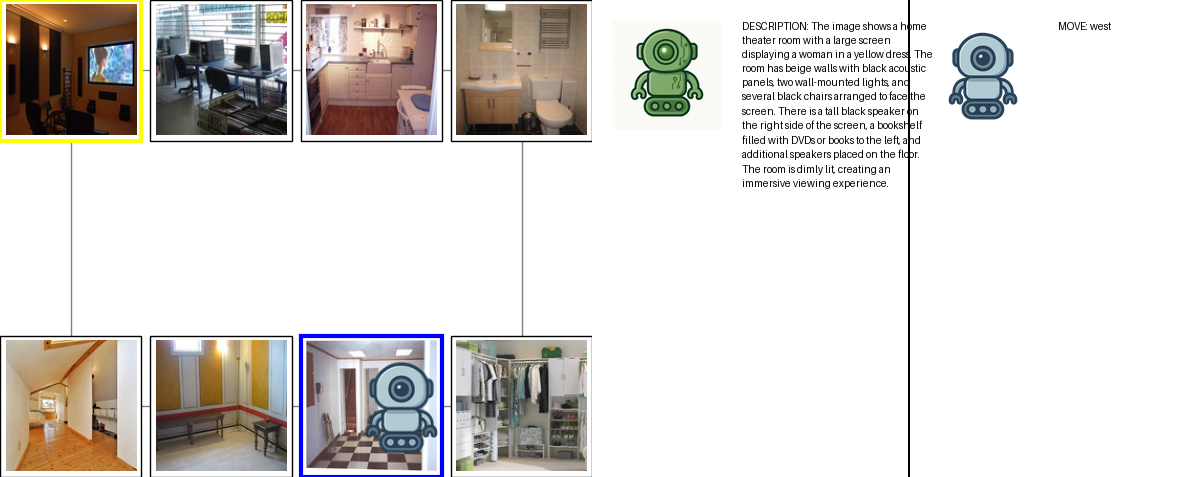 DESCRIPTION: The image shows a home
theater room with a large screen
displaying a woman in a yellow dress. The
room has beige walls with black acoustic
panels, two wall-mounted lights, and
several black chairs arranged to face the
screen. There is a tall black speaker on
the right side of the screen, a bookshelf
filled with DVDs or books to the left, and
additional speakers placed on the floor.
The room is dimly lit, creating an
immersive viewing experience.
MOVE: west